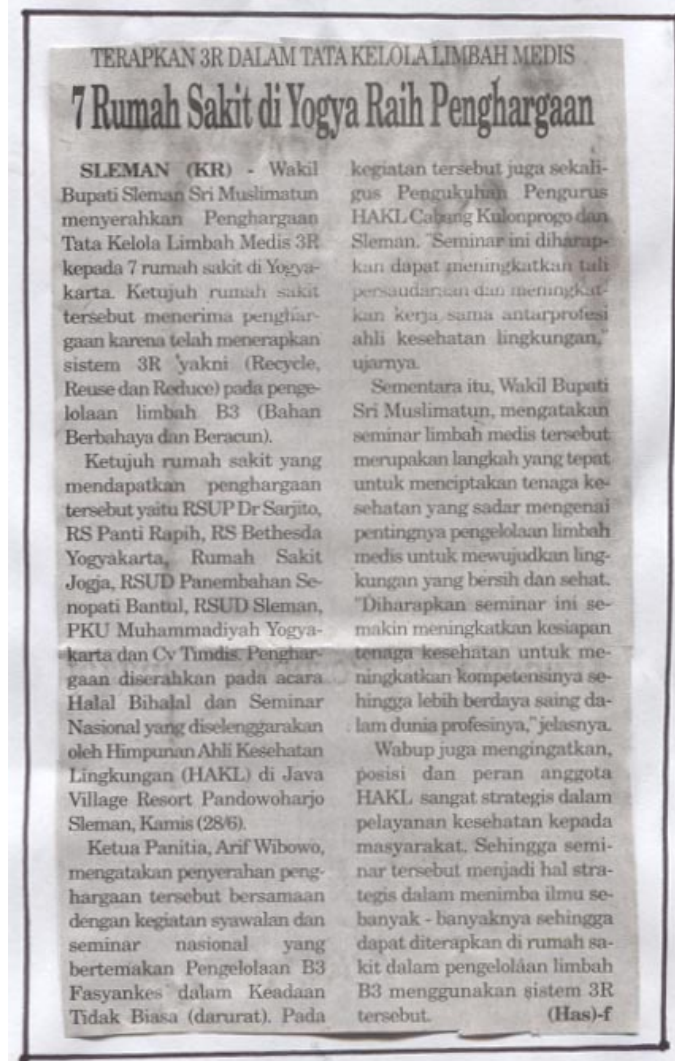 TERAPKAN 3R DALAM TATA KELOLA LIMBAH MEDIS
7 Rumah Sakit di Yogya Raih Penghargaan
SLEMAN (KR) - Wakil
Bupati Sleman Sri Muslimatun
menyerahkan Penghargaan
Tata Kelola Limbah Medis 3R
kepada 7 rumah sakit di Yogya-
karta. Ketujuh rumah sakit
tersebut menerima penghar-
gaan karena telah menerapkan
sistem 3R yakni (Recycle,
Reuse dan Reduce) pada penge-
lolaan limbah B3 (Bahan
Berbahaya dan Beracun).
Ketujuh rumah sakit yang
mendapatkan penghargaan
tersebut yaitu RSUP Dr Sarjito,
RS Panti Rapih, RS Bethesda
Yogyakarta, Rumah Sakit
Jogja, RSUD Panembahan Se-
nopati Bantul, RSUD Sleman,
PKU Muhammadiyah Yogya-
karta dan Cv Timdis. Penghar-
gaan diserahkan pada acara
Halal Bihalal dan Seminar
Nasional yang diselenggarakan
oleh Himpunan Ahli Kesehatan
Lingkungan (HAKL) di Java
Village Resort Pandowoharjo
Sleman, Kamis (28/6).
Ketua Panitia, Arif Wibowo,
mengatakan penyerahan peng-
hargaan tersebut bersamaan
dengan kegiatan syawalan dan
seminar nasional yang
bertemakan Pengelolaan B3
Fasyankes dalam Keadaan
Tidak Biasa (darurat). Pada
kegiatan tersebut juga sekali-
gus Pengukuhan Pengurus
HAKL Cabang Kulonprogo dan
Sleman. "Seminar ini diharap-
kan dapat meningkatkan tali
persaudaraan dan meningkat-
kan kerja sama antarprofesi
ahli kesehatan lingkungan,"
ujarnya.
Sementara itu, Wakil Bupati
Sri Muslimatun, mengatakan
seminar limbah medis tersebut
merupakan langkah yang tepat
untuk menciptakan tenaga ke-
sehatan yang sadar mengenai
pentingnya pengelolaan limbah
medis untuk mewujudkan ling-
kungan yang bersih dan sehat.
"Diharapkan seminar ini se-
makin meningkatkan kesiapan
tenaga kesehatan untuk me-
ningkatkan kompetensinya se-
hingga lebih berdaya saing da-
lam dunia profesinya," jelasnya.
Wabup juga mengingatkan,
posisi dan peran anggota
HAKL sangat strategis dalam
pelayanan kesehatan kepada
masyarakat. Sehingga semi-
nar tersebut menjadi hal stra-
tegis dalam menimba ilmu se-
banyak - banyaknya sehingga
dapat diterapkan di rumah sa-
kit dalam pengelolaan limbah
B3 menggunakan sistem 3R
tersebut. (Has)-f